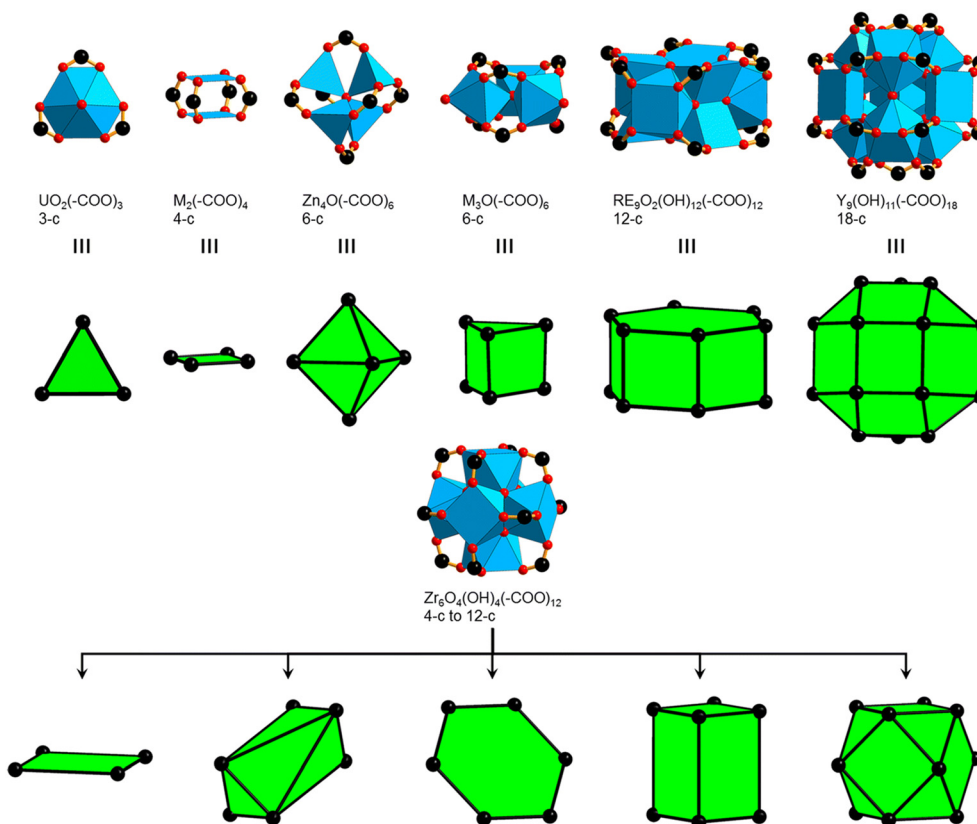 UO₂(-COO)₃
3-c
M₂(-COO)₄
4-c
Zn₄O(-COO)₆
6-c
M₃O(-COO)₆
6-c
RE₉O₂(OH)₁₂(-COO)₁₂
12-c
Y₉(OH)₁₁(-COO)₁₈
18-c
Zr₆O₄(OH)₄(-COO)₁₂
4-c to 12-c